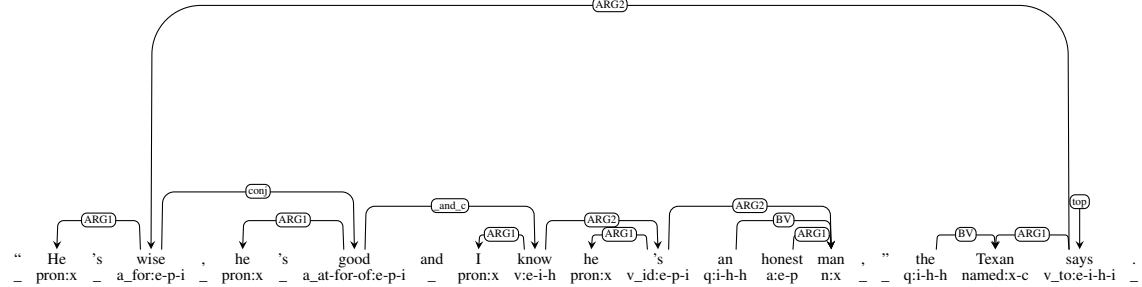 ARG2
top
conj
_and_c
ARG1 ARG1 ARG1 ARG2 ARG1 ARG2 BV ARG1 BV ARG1
“ He ’s wise , he ’s good and I know he ’s an honest man , ” the Texan says .
_ pron:x _ a_for:e-p-i _ pron:x _ a_at-for-of:e-p-i _ pron:x v:e-i-h pron:x v_id:e-p-i q:i-h-h a:e-p n:x _ _ q:i-h-h named:x-c v_to:e-i-h-i _